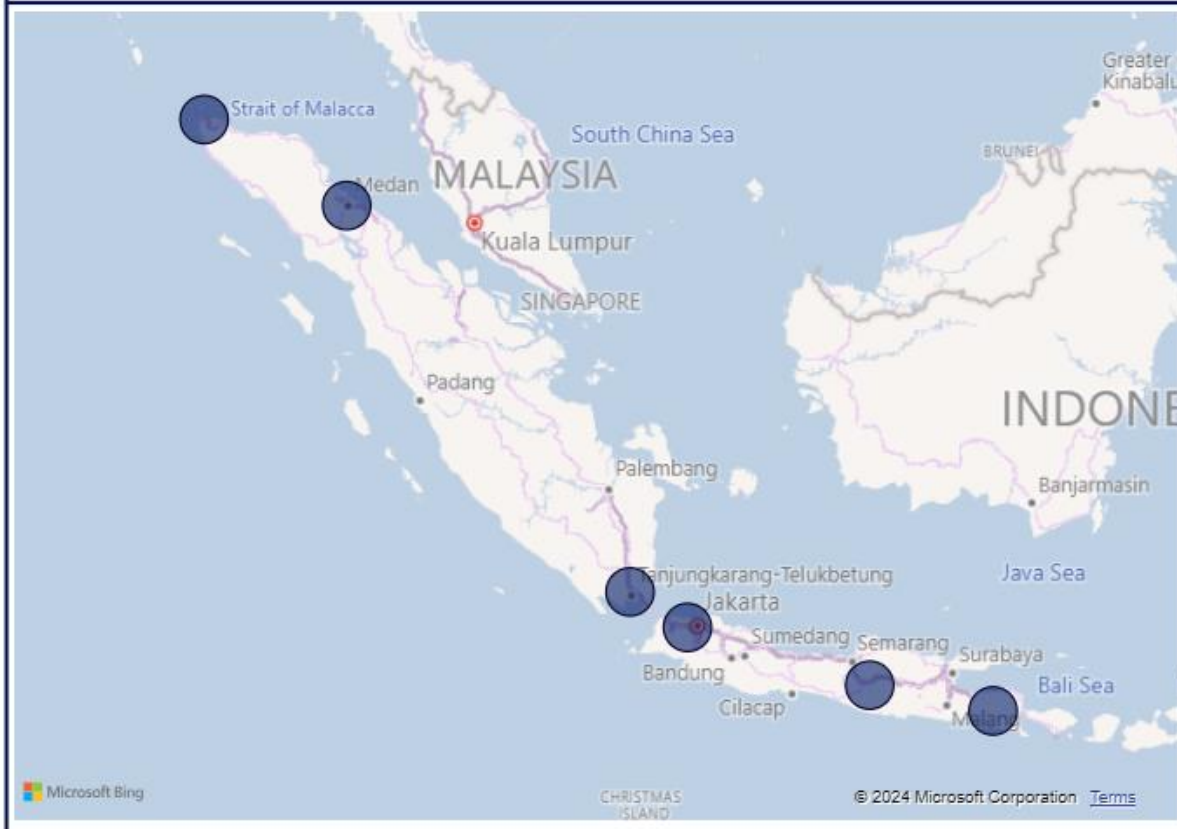 Greater
Kinabalu
Strait of Malacca
South China Sea
BRUNEI
MALAYSIA
Medan
Kuala Lumpur
SINGAPORE
Padang
INDONE
Palembang
Banjarmasin
Tanjungkarang-Telukbetung
Java Sea
Jakarta
Sumedang
Semarang
Surabaya
Bandung
Bali Sea
Cilacap
Malang
Microsoft Bing
CHRISTMAS
ISLAND
© 2024 Microsoft Corporation Terms